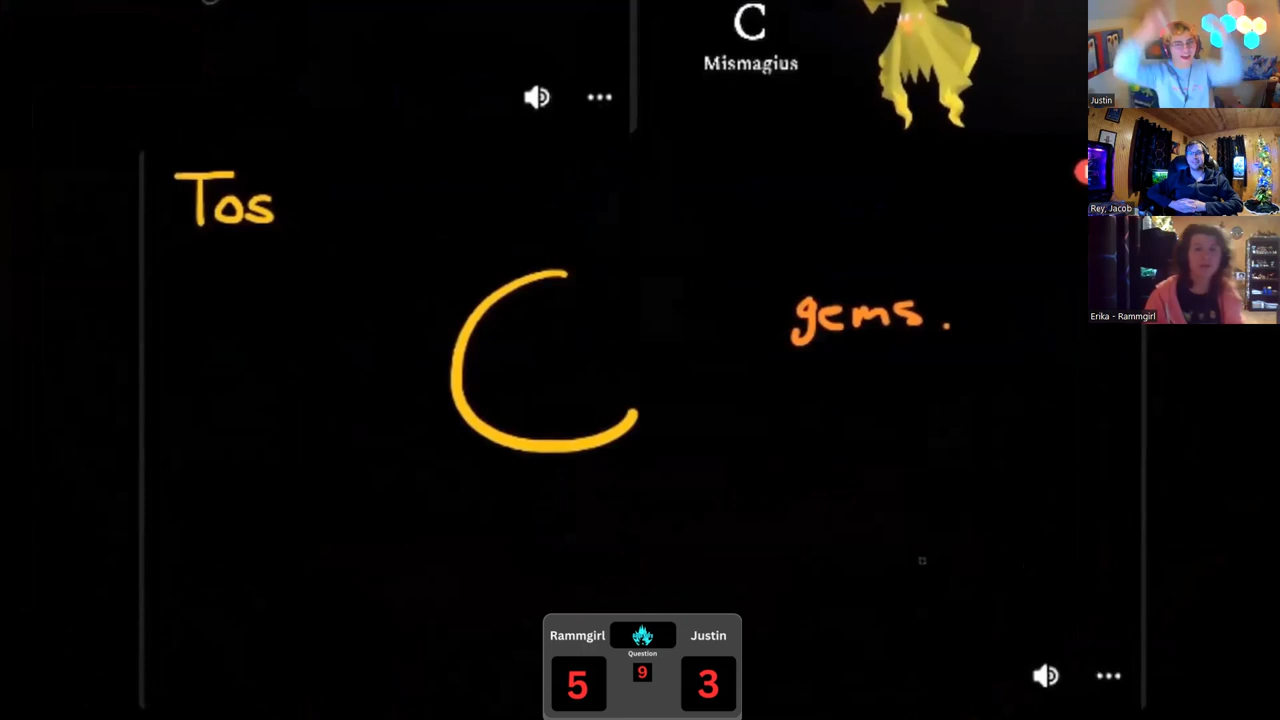 C
Mismagius
Justin
Tos
Rey, Jacob
C
gems.
Erika - Rammgirl
Rammgirl
Justin
Question
5
9
3